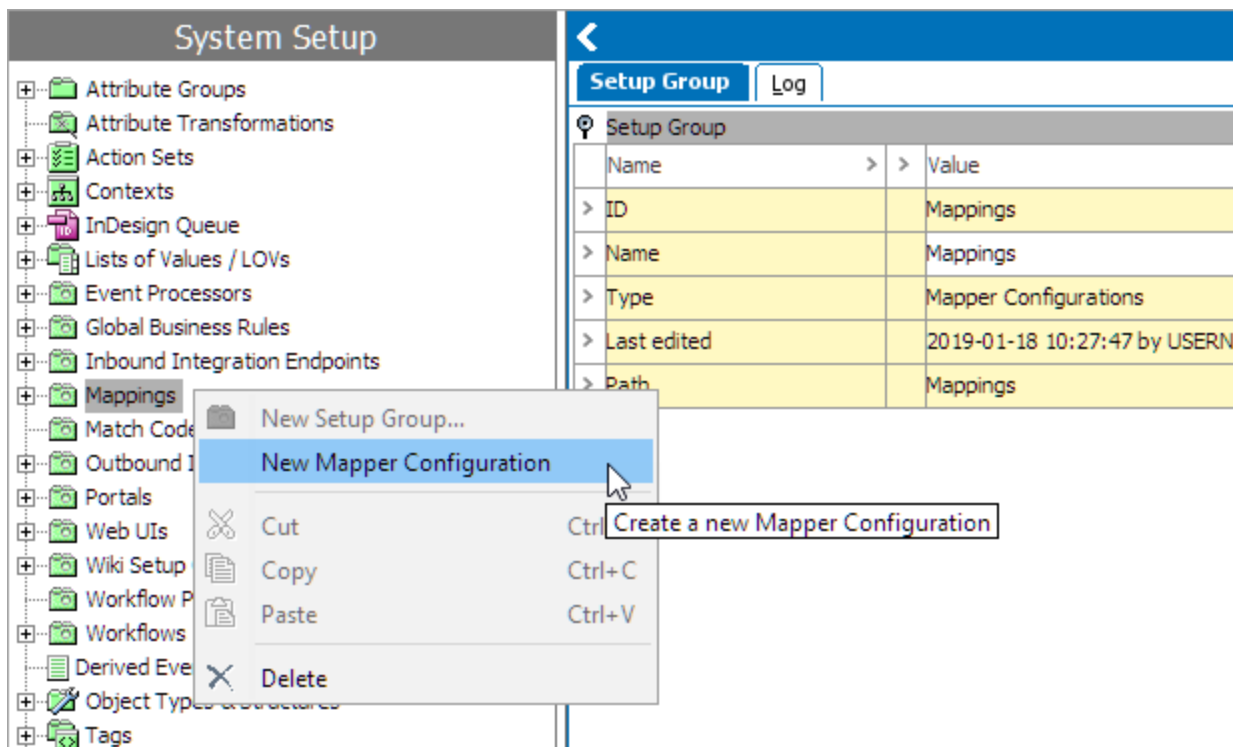 System Setup
Attribute Groups
Attribute Transformations
Action Sets
Contexts
InDesign Queue
Lists of Values / LOVs
Event Processors
Global Business Rules
Inbound Integration Endpoints
Mappings
Match Code
Outbound I
Portals
Web UIs
Wiki Setup
Workflow P
Workflows
Derived Eve
Object Types & Structures
Tags
New Setup Group...
New Mapper Configuration
Cut Ctrl
Copy Ctrl+C
Paste Ctrl+V
Delete
Create a new Mapper Configuration
Setup Group Log
Setup Group
Name > > Value
> ID Mappings
> Name Mappings
> Type Mapper Configurations
> Last edited 2019-01-18 10:27:47 by USERN
> Path Mappings